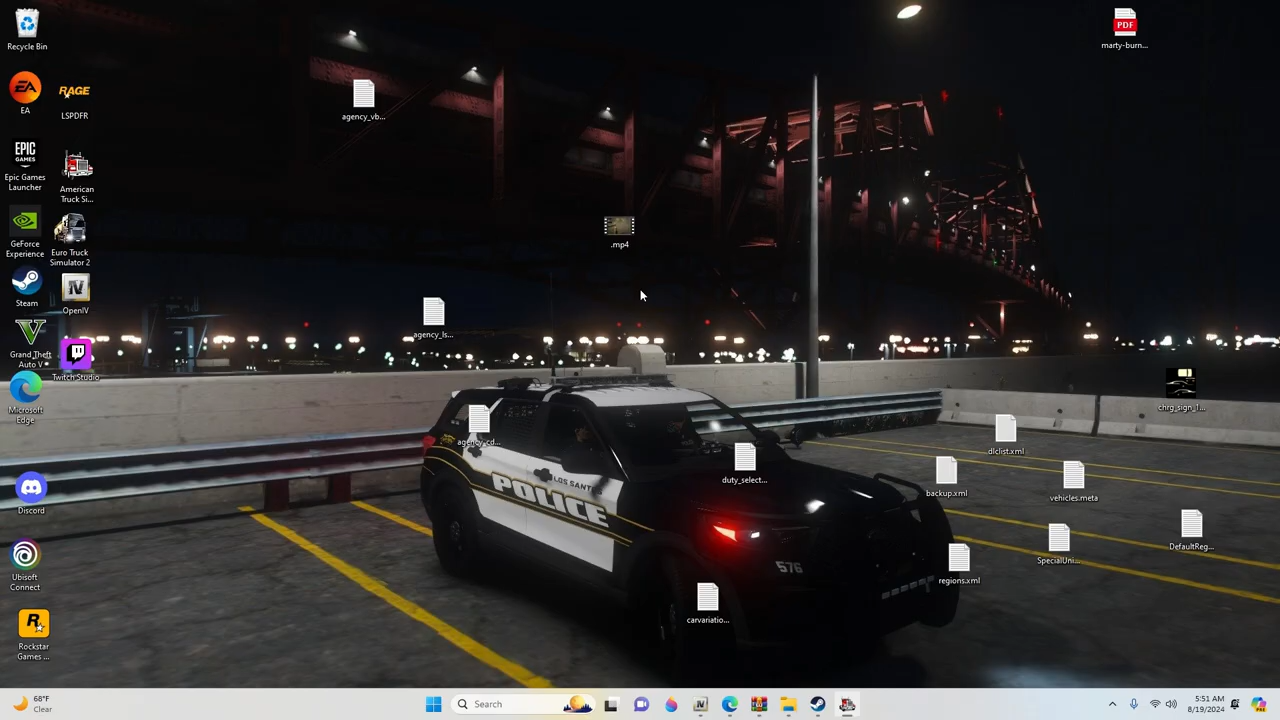 Recycle Bin
EA
RAGE
LSPDFR
EPIC
GAMES
Epic Games
Launcher
American
Truck Si...
GeForce
Experience
Euro Truck
Simulator 2
Steam
IV
OpenIV
Grand Theft
Auto V
Twitch Studio
Microsoft
Edge
Discord
Ubisoft
Connect
Rockstar
Games ...
agency_vb...
.mp4
agency_ls...
agency_cd...
duty_select...
carvariatio...
PDF
marty-burn...
dlclist.xml
backup.xml
vehicles.meta
SpecialUni...
DefaultReg...
regions.xml
LOS SANTOS
POLICE
576
68°F
Clear
Search
5:51 AM
8/19/2024